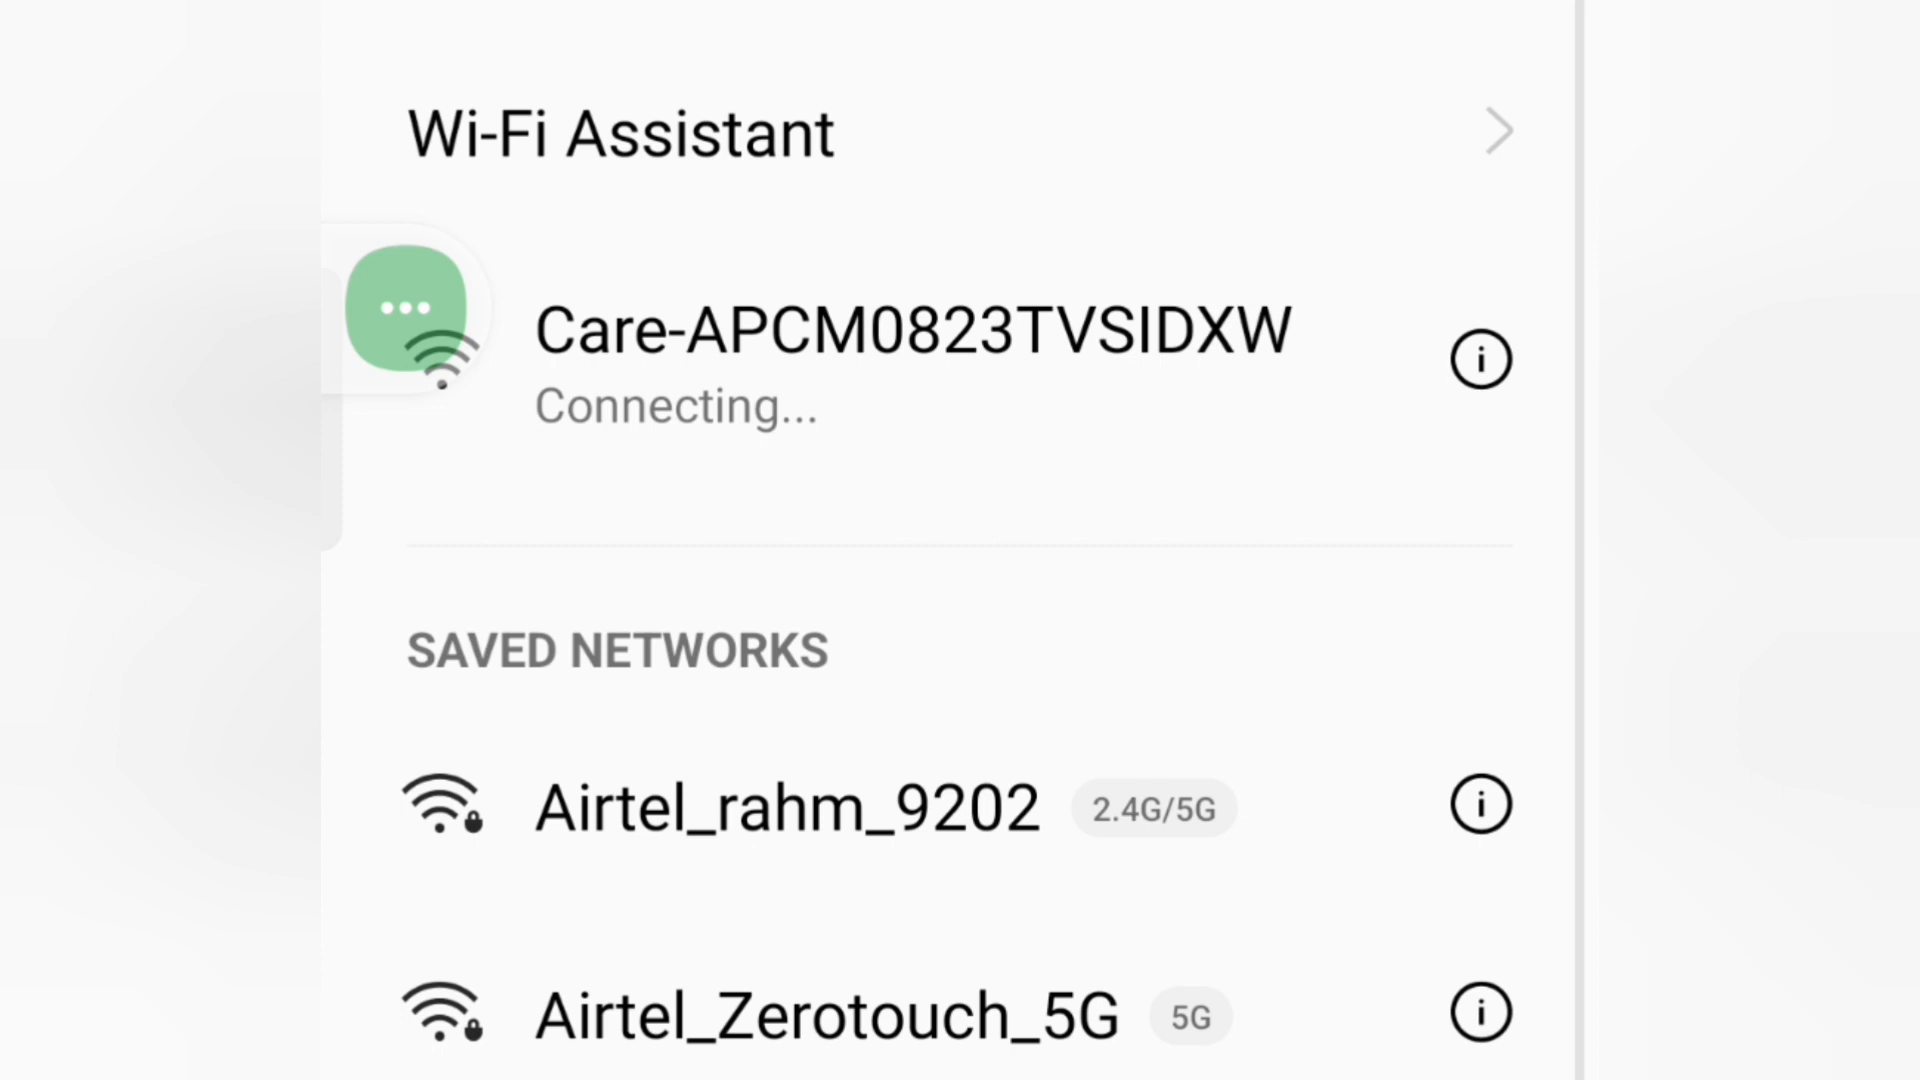 Wi-Fi Assistant
Care-APCM0823TVSIDXW
Connecting...
SAVED NETWORKS
Airtel_rahm_9202 2.4G/5G
Airtel_Zerotouch_5G 5G